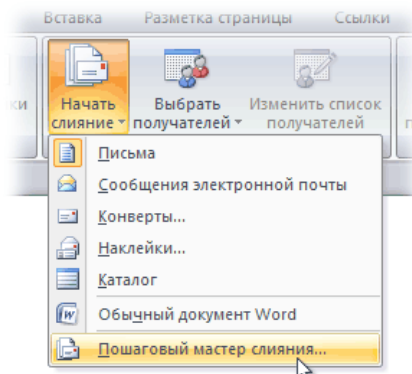 Вставка Разметка страницы Ссылки
Начать Выбрать Изменить список
слияние получателей получателей
Письма
Сообщения электронной почты
Конверты...
Наклейки...
Каталог
Обычный документ Word
Пошаговый мастер слияния...